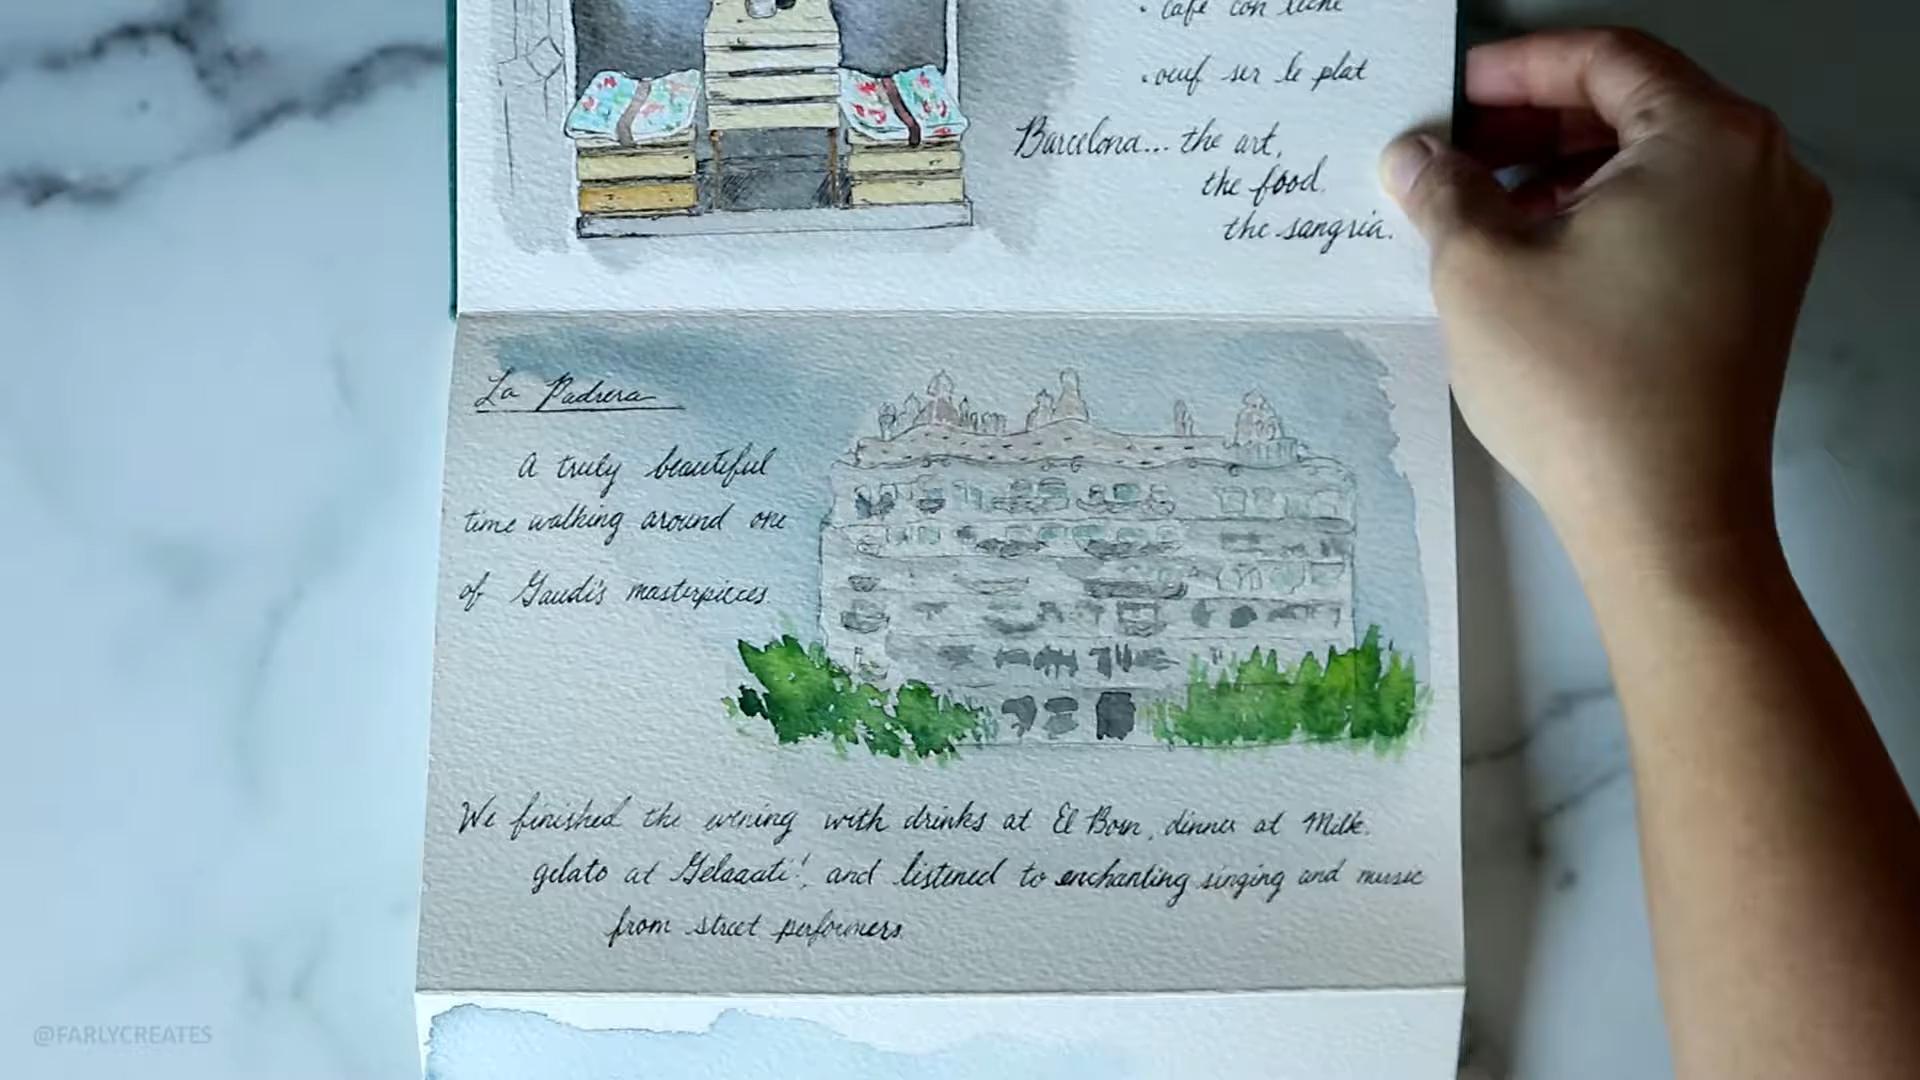 · café con leche
· oeuf sur le plat
Barcelona... the art,
the food,
the sangria.
La Padrera
A truly beautiful
time walking around one
of Gaudi's masterpieces.
We finished the evening with drinks at El Born, dinner at Milk,
gelato at Gelaaati!, and listened to enchanting singing and music
from street performers.
@FARLYCREATES